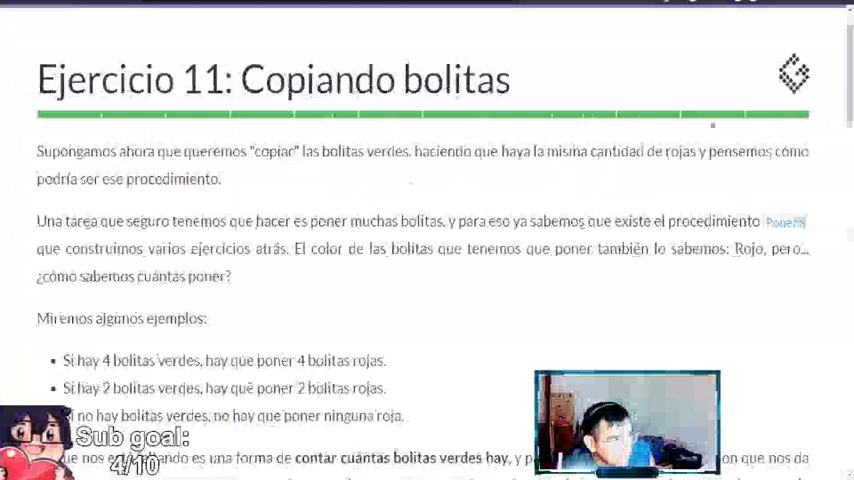 Ejercicio 11: Copiando bolitas
Supongamos ahora que queremos "copiar" las bolitas verdes, haciendo que haya la misma cantidad de rojas y pensemos cómo
podría ser ese procedimiento.
Una tarea que seguro tenemos que hacer es poner muchas bolitas, y para eso ya sabemos que existe el procedimiento
que construimos varios ejercicios atrás. El color de las bolitas que tenemos que poner también lo sabemos: Rojo, pero...
¿cómo sabemos cuántas poner?
Miremos algunos ejemplos:
Si hay 4 bolitas verdes, hay que poner 4 bolitas rojas.
Si hay 2 bolitas verdes, hay que poner 2 bolitas rojas.
no hay bolitas verdes, no hay que poner ninguna roja.
Sub goal:
4/10
es una forma de contar cuántas bolitas verdes hay, y
que nos da